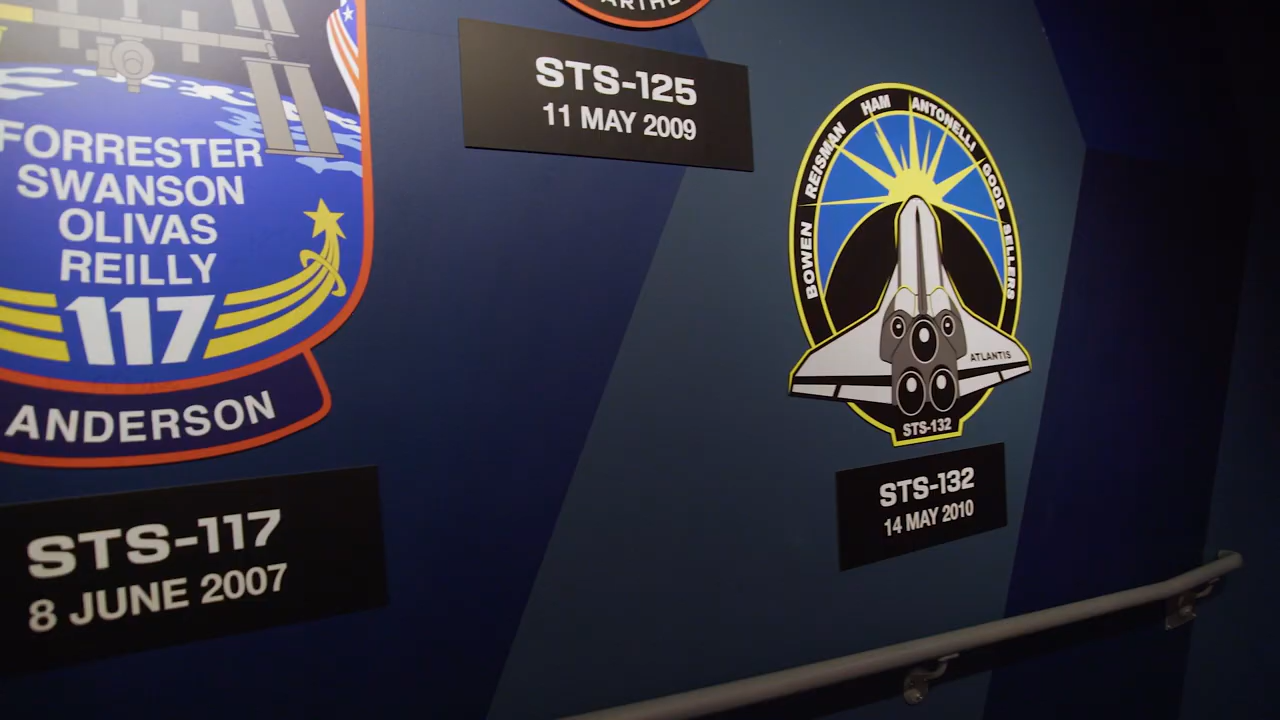 FORRESTER
SWANSON
OLIVAS
REILLY
117
ANDERSON
STS-117
8 JUNE 2007
STS-125
11 MAY 2009
BOWEN REISMAN HAM ANTONELLI GOOD SELLERS
ATLANTIS
STS-132
STS-132
14 MAY 2010